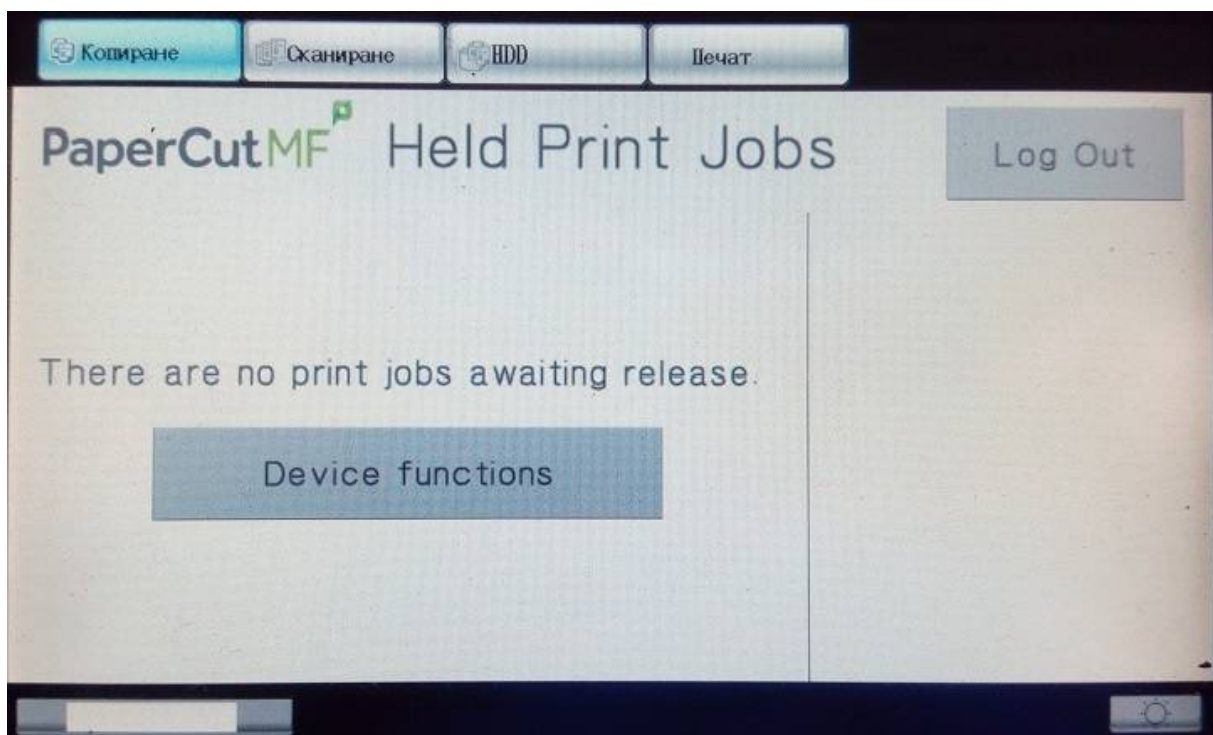 Копиране Сканиране HDD Печат
PaperCutMF Held Print Jobs Log Out
There are no print jobs awaiting release.
Device functions